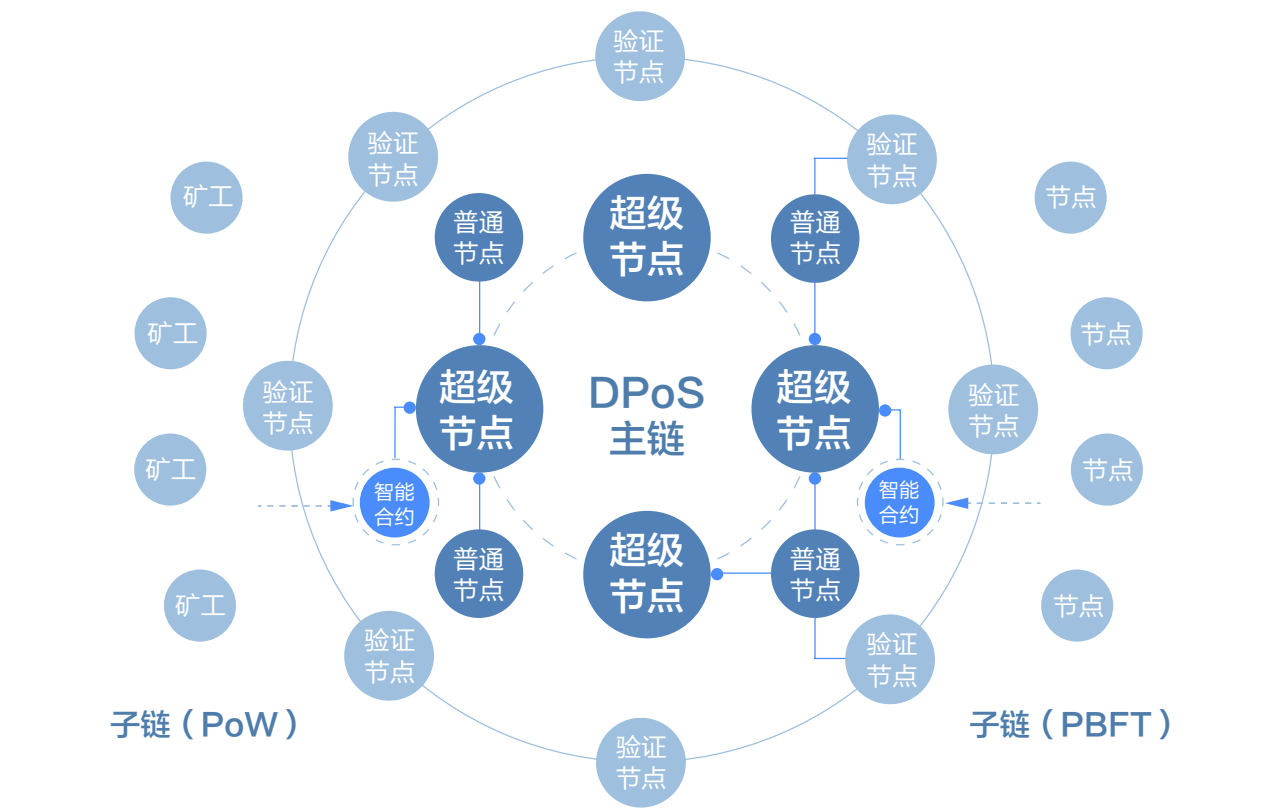 验证
节点
验证
节点
验证
节点
矿工
节点
普通
节点
超级
节点
普通
节点
矿工
节点
验证
节点
超级
节点
DPoS
主链
超级
节点
验证
节点
矿工
节点
智能
合约
智能
合约
普通
节点
超级
节点
普通
节点
矿工
节点
验证
节点
验证
节点
子链（PoW）
子链（PBFT）
验证
节点